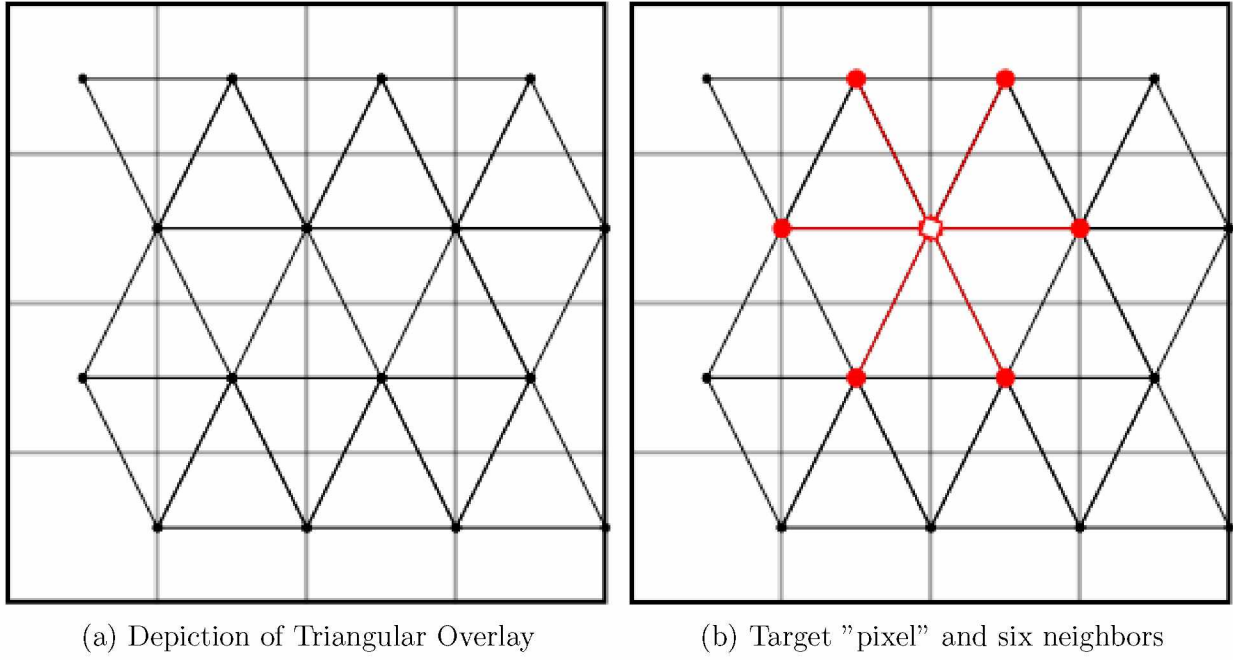 (a) Depiction of Triangular Overlay
(b) Target "pixel" and six neighbors